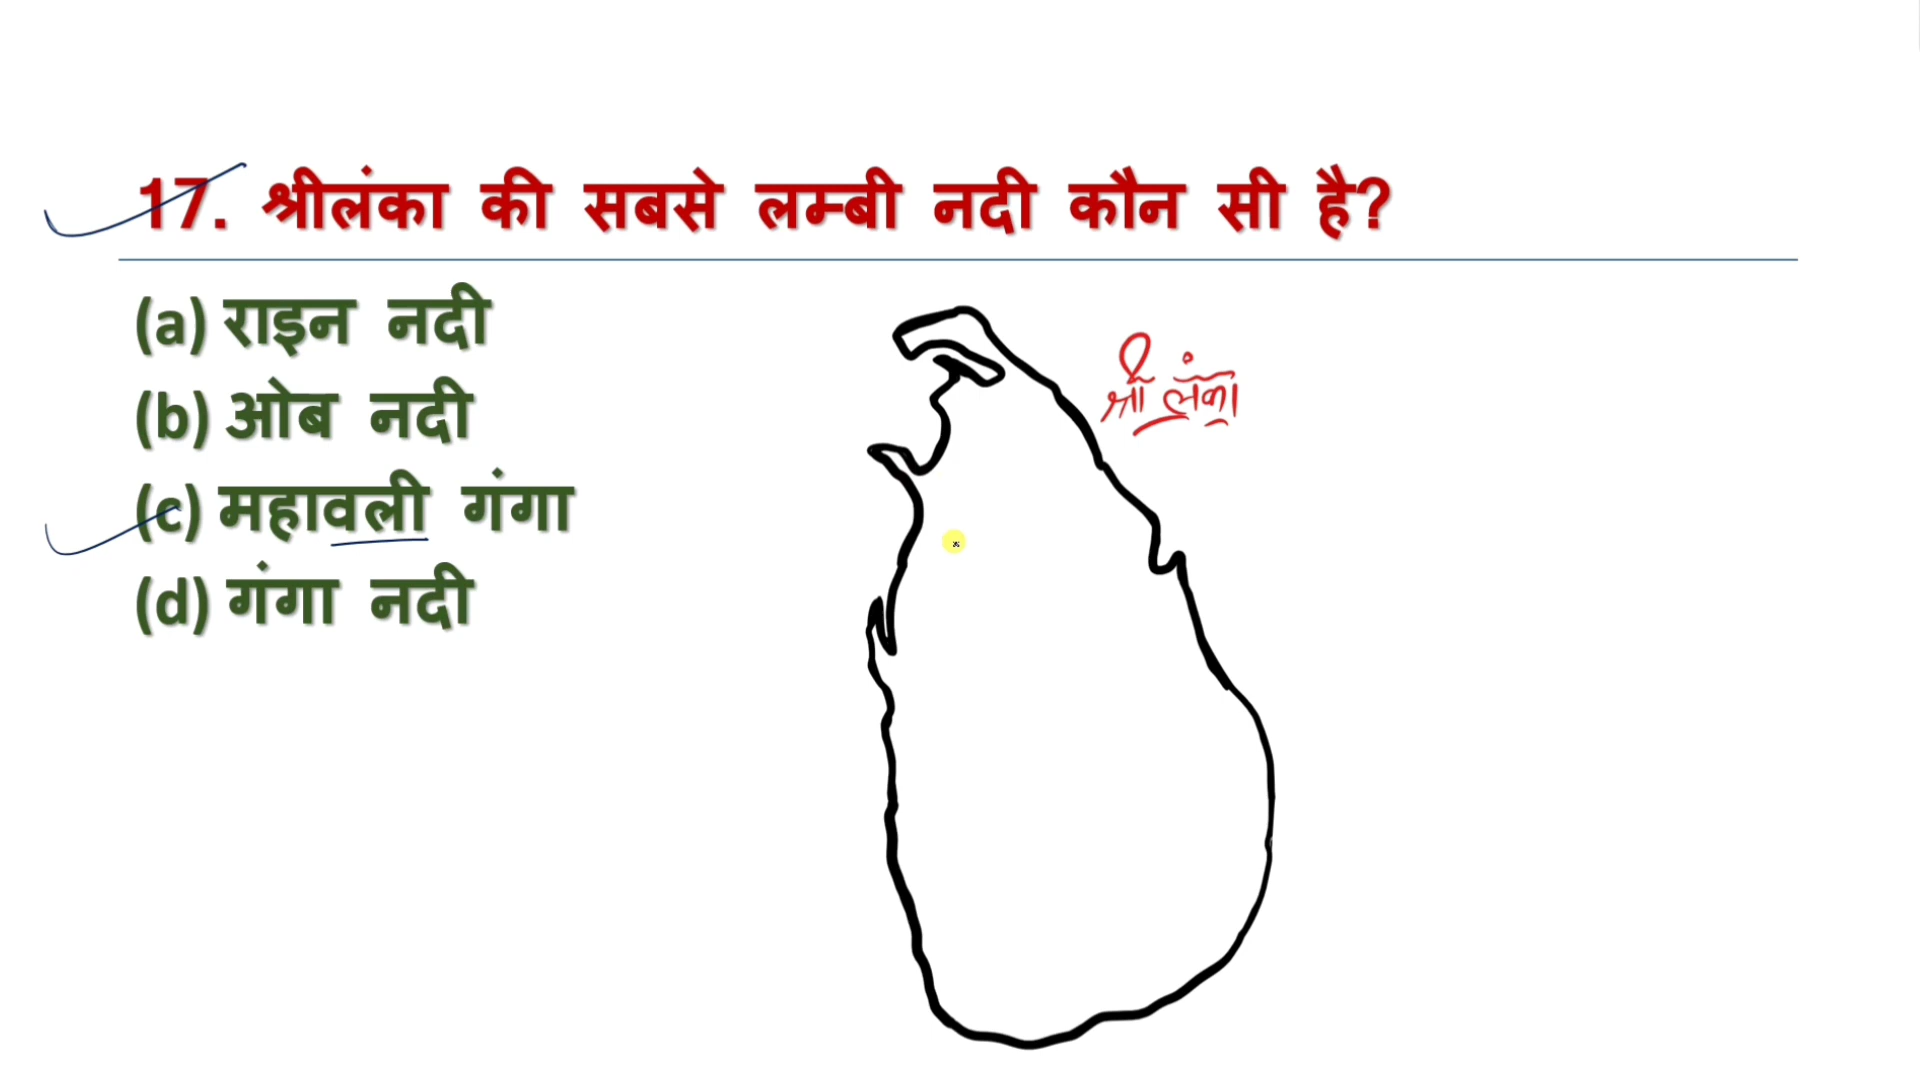 17. श्रीलंका की सबसे लम्बी नदी कौन सी है?
(a) राइन नदी
(b) ओब नदी
(c) महावली गंगा
(d) गंगा नदी
श्री लंका